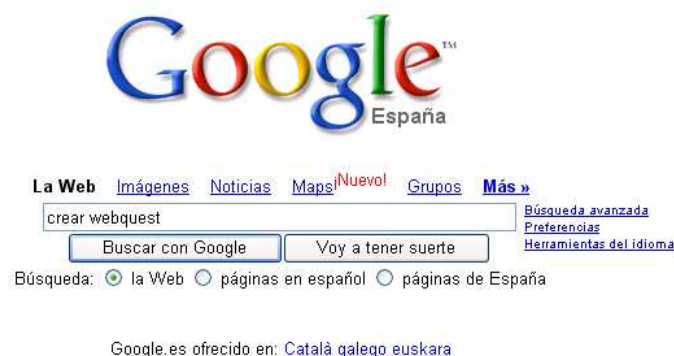 Google™
España
La Web Imágenes Noticias Maps ¡Nuevo! Grupos Más »
crear webquest
Búsqueda avanzada
Preferencias
Herramientas del idioma
Buscar con Google Voy a tener suerte
Búsqueda: la Web páginas en español páginas de España
Google.es ofrecido en: Català galego euskara